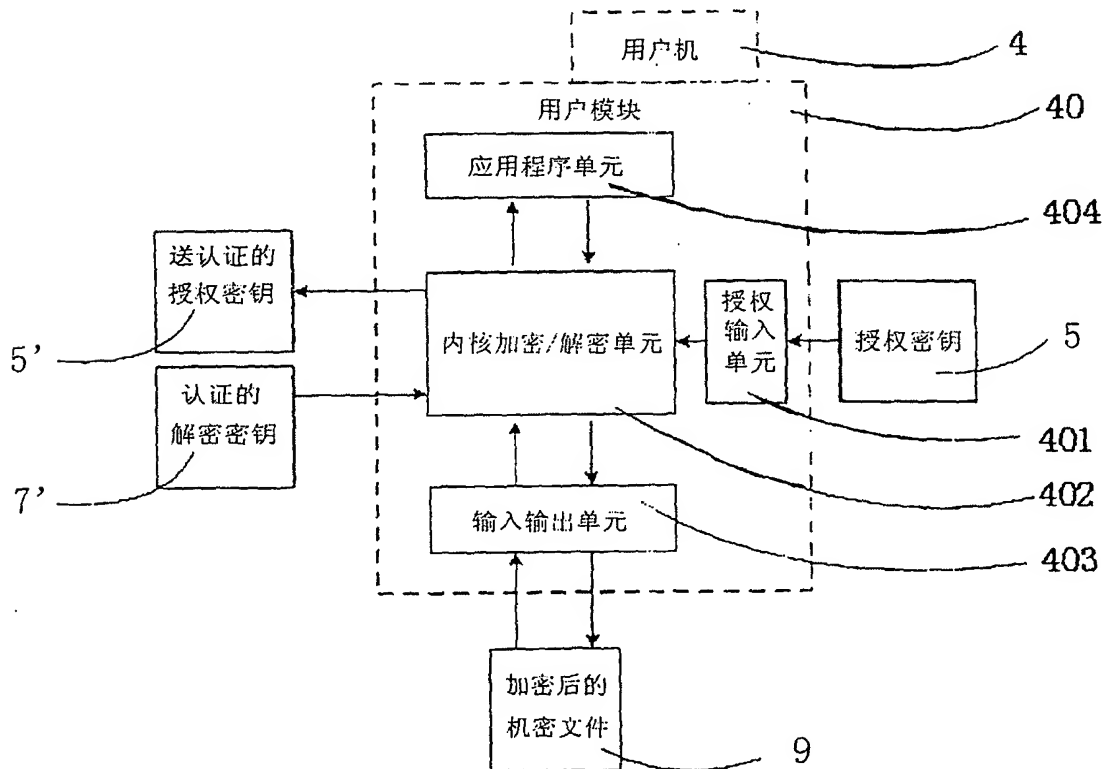 用户机
4
用户模块
40
应用程序单元
404
送认证的
授权密钥
5'
内核加密/解密单元
授权
输入
单元
授权密钥
5
认证的
解密密钥
7'
401
402
输入输出单元
403
加密后的
机密文件
9